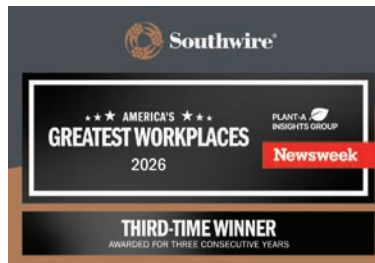 Southwire®
★★★ AMERICA'S ★★★
GREATEST WORKPLACES
2026
PLANT-A
INSIGHTS GROUP
Newsweek
THIRD-TIME WINNER
AWARDED FOR THREE CONSECUTIVE YEARS